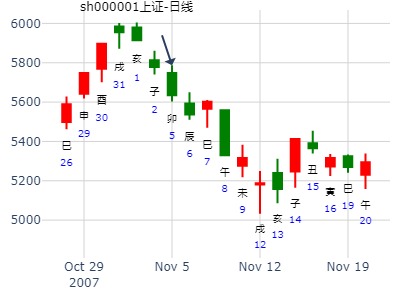 sh000001上证-日线
6000
5800
5600
5400
5200
5000
巳
26
申
29
酉
30
戌
31
亥
1
子
2
卯
5
辰
6
巳
7
午
8
未
9
戌
12
亥
13
子
14
丑
15
寅
16
巳
19
午
20
Oct 29
2007
Nov 5
Nov 12
Nov 19